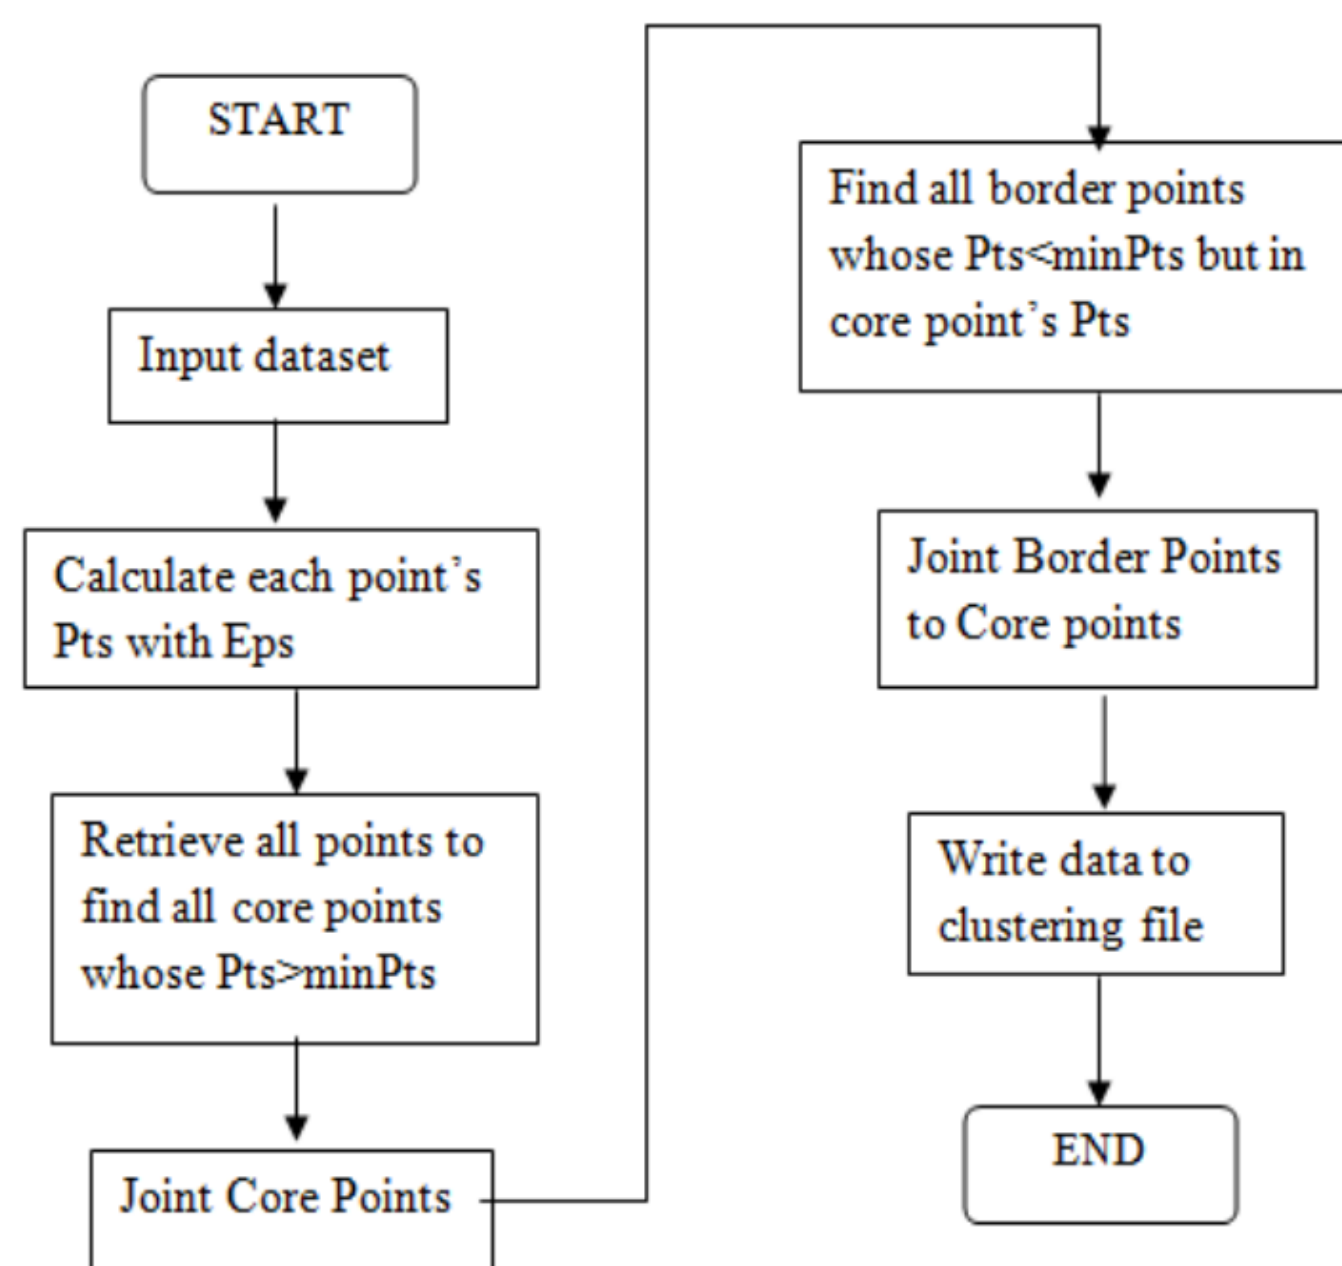 START
Input dataset
Calculate each point’s
Pts with Eps
Retrieve all points to
find all core points
whose Pts>minPts
Joint Core Points
Find all border points
whose Pts<minPts but in
core point’s Pts
Joint Border Points
to Core points
Write data to
clustering file
END